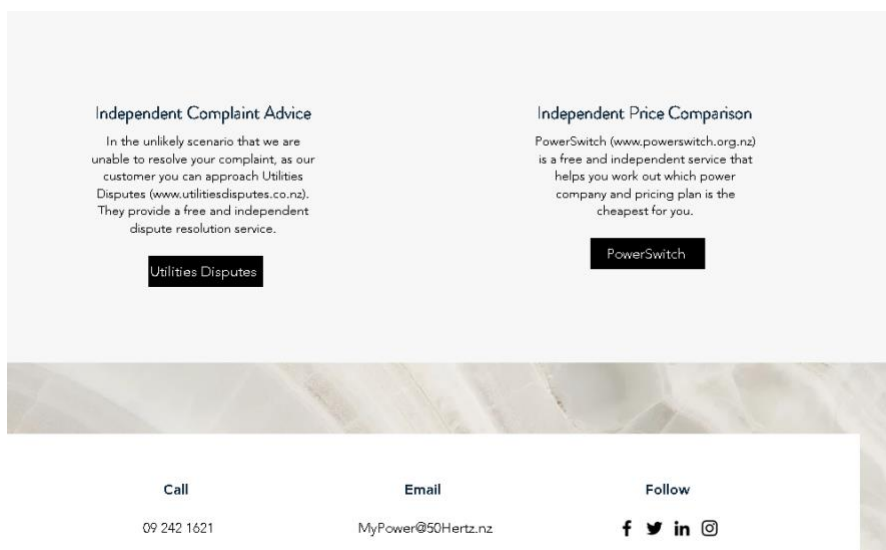 Independent Complaint Advice
In the unlikely scenario that we are
unable to resolve your complaint, as our
customer you can approach Utilities
Disputes (www.utilitiesdisputes.co.nz).
They provide a free and independent
dispute resolution service.
Utilities Disputes
Independent Price Comparison
PowerSwitch (www.powerswitch.org.nz)
is a free and independent service that
helps you work out which power
company and pricing plan is the
cheapest for you.
PowerSwitch
Call
09 242 1621
Email
MyPower@50Hertz.nz
Follow